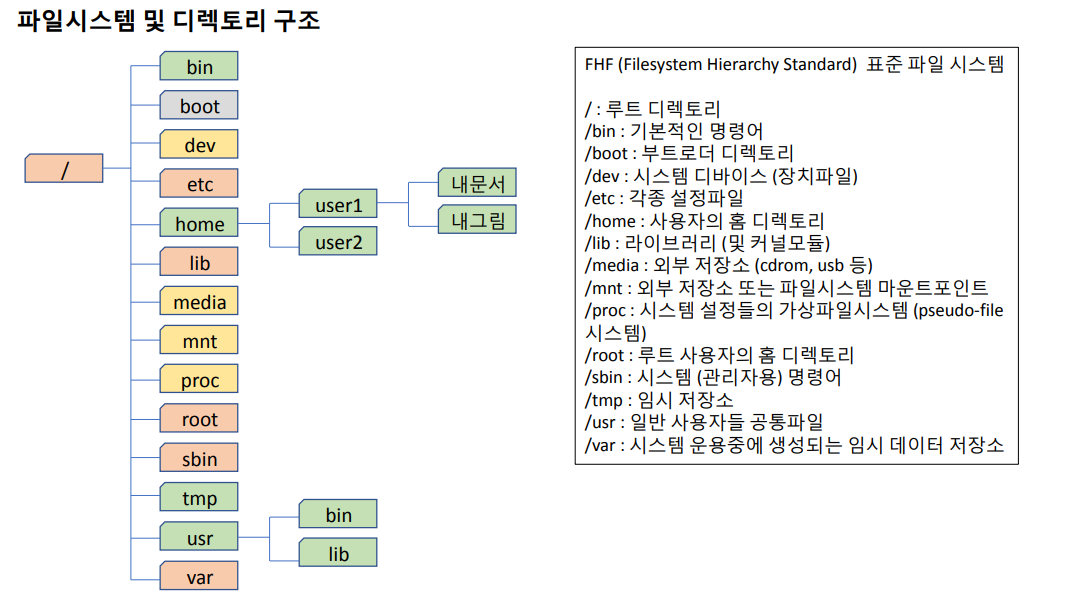 파일시스템 및 디렉토리 구조
/
bin
boot
dev
etc
home
lib
media
mnt
proc
root
sbin
tmp
usr
var
user1
user2
내문서
내그림
bin
lib
FHF (Filesystem Hierarchy Standard) 표준 파일 시스템
/ : 루트 디렉토리
/bin : 기본적인 명령어
/boot : 부트로더 디렉토리
/dev : 시스템 디바이스 (장치파일)
/etc : 각종 설정파일
/home : 사용자의 홈 디렉토리
/lib : 라이브러리 (및 커널모듈)
/media : 외부 저장소 (cdrom, usb 등)
/mnt : 외부 저장소 또는 파일시스템 마운트포인트
/proc : 시스템 설정들의 가상파일시스템 (pseudo-file
시스템)
/root : 루트 사용자의 홈 디렉토리
/sbin : 시스템 (관리자용) 명령어
/tmp : 임시 저장소
/usr : 일반 사용자들 공통파일
/var : 시스템 운용중에 생성되는 임시 데이터 저장소